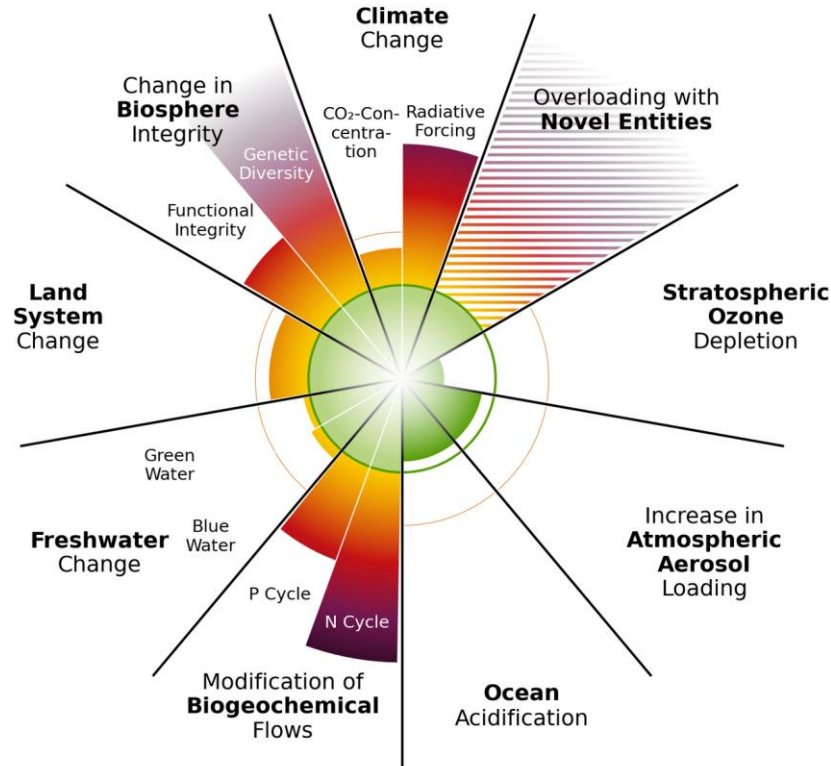 Climate
Change
Change in
Biosphere
Integrity
CO₂-Con-
centra-
tion
Radiative
Forcing
Overloading with
Novel Entities
Genetic
Diversity
Functional
Integrity
Land
System
Change
Stratospheric
Ozone
Depletion
Green
Water
Freshwater
Change
Blue
Water
Increase in
Atmospheric
Aerosol
Loading
P Cycle
N Cycle
Modification of
Biogeochemical
Flows
Ocean
Acidification